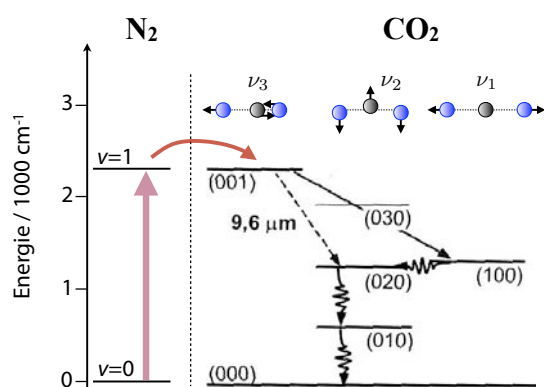 N₂
CO₂
ν₃
ν₂
ν₁
Energie / 1000 cm⁻¹
3
2
1
0
v=1
v=0
(001)
(030)
9,6 μm
(020)
(100)
(010)
(000)